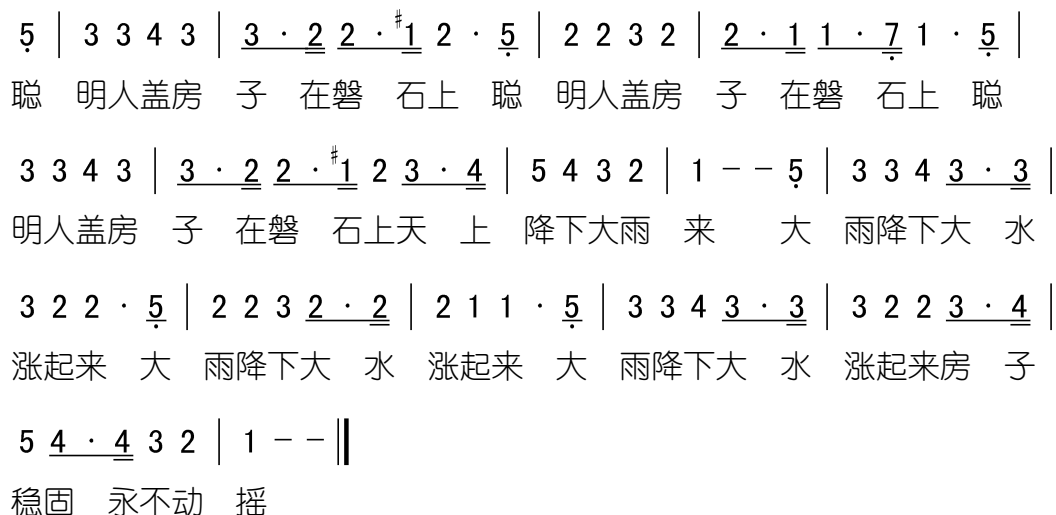 5 | 3 3 4 3 | 3 · 2 2 · #1 2 · 5 | 2 2 3 2 | 2 · 1 1 · 7 1 · 5 |
聪 明人盖房 子 在磐 石上 聪 明人盖房 子 在磐 石上 聪
3 3 4 3 | 3 · 2 2 · #1 2 3 · 4 | 5 4 3 2 | 1 - - 5 | 3 3 4 3 · 3 |
明人盖房 子 在磐 石上天 上 降下大雨 来 大 雨降下大 水
3 2 2 · 5 | 2 2 3 2 · 2 | 2 1 1 · 5 | 3 3 4 3 · 3 | 3 2 2 3 · 4 |
涨起来 大 雨降下大 水 涨起来 大 雨降下大 水 涨起来房 子
5 4 · 4 3 2 | 1 - - ‖
稳固 永不动 摇